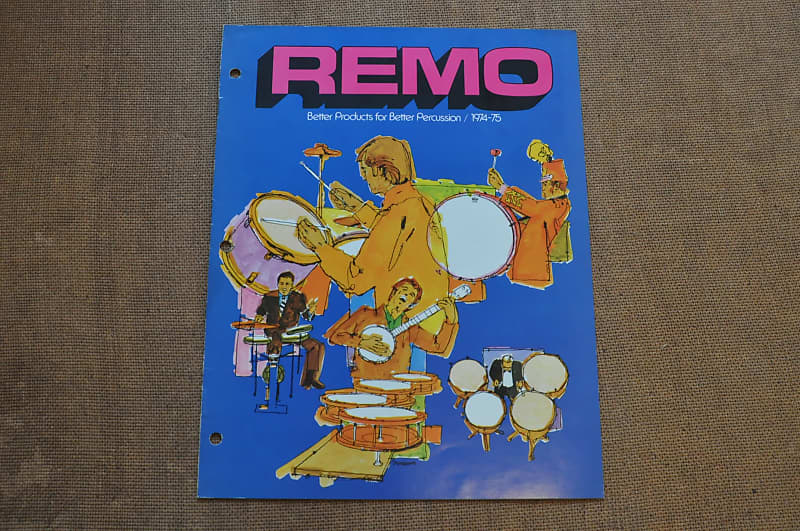 REMO
Better Products for Better Percussion / 1974-75